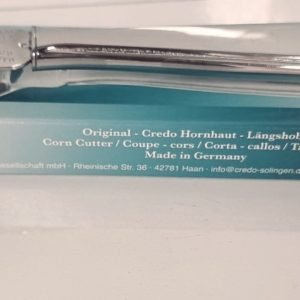 Original - Credo Hornhaut - Längshob
Corn Cutter / Coupe - cors / Corta - callos / Ta
Made in Germany
esellschaft mbH · Rheinische Str. 36 · 42781 Haan · info@credo-solingen.d